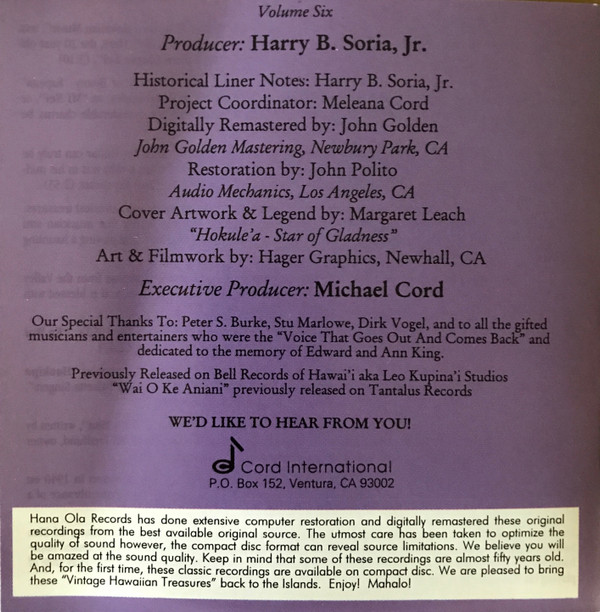 Volume Six
Producer: Harry B. Soria, Jr.
Historical Liner Notes: Harry B. Soria, Jr.
Project Coordinator: Meleana Cord
Digitally Remastered by: John Golden
John Golden Mastering, Newbury Park, CA
Restoration by: John Polito
Audio Mechanics, Los Angeles, CA
Cover Artwork & Legend by: Margaret Leach
"Hokule'a - Star of Gladness"
Art & Filmwork by: Hager Graphics, Newhall, CA
Executive Producer: Michael Cord
Our Special Thanks To: Peter S. Burke, Stu Marlowe, Dirk Vogel, and to all the gifted
musicians and entertainers who were the "Voice That Goes Out And Comes Back" and
dedicated to the memory of Edward and Ann King.
Previously Released on Bell Records of Hawai'i aka Leo Kupina'i Studios
"Wai O Ke Aniani" previously released on Tantalus Records
WE'D LIKE TO HEAR FROM YOU!
Cord International
P.O. Box 152, Ventura, CA 93002
Hana Ola Records has done extensive computer restoration and digitally remastered these original
recordings from the best available original source. The utmost care has been taken to optimize the
quality of sound however, the compact disc format can reveal source limitations. We believe you will
be amazed at the sound quality. Keep in mind that some of these recordings are almost fifty years old.
And, for the first time, these classic recordings are available on compact disc. We are pleased to bring
these "Vintage Hawaiian Treasures" back to the Islands. Enjoy! Mahalo!